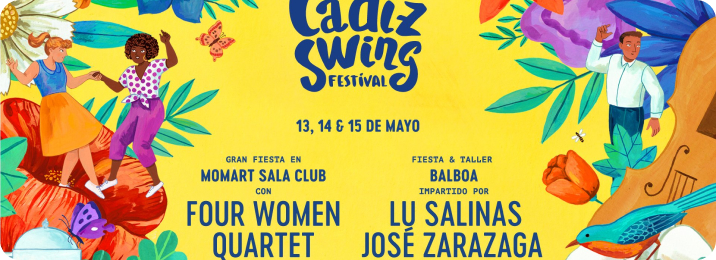 Cádiz
Swing
FESTIVAL
13, 14 & 15 DE MAYO
GRAN FIESTA EN
MOMART SALA CLUB
CON
FOUR WOMEN
QUARTET
FIESTA & TALLER
BALBOA
IMPARTIDO POR
LU SALINAS
JOSÉ ZARAZAGA